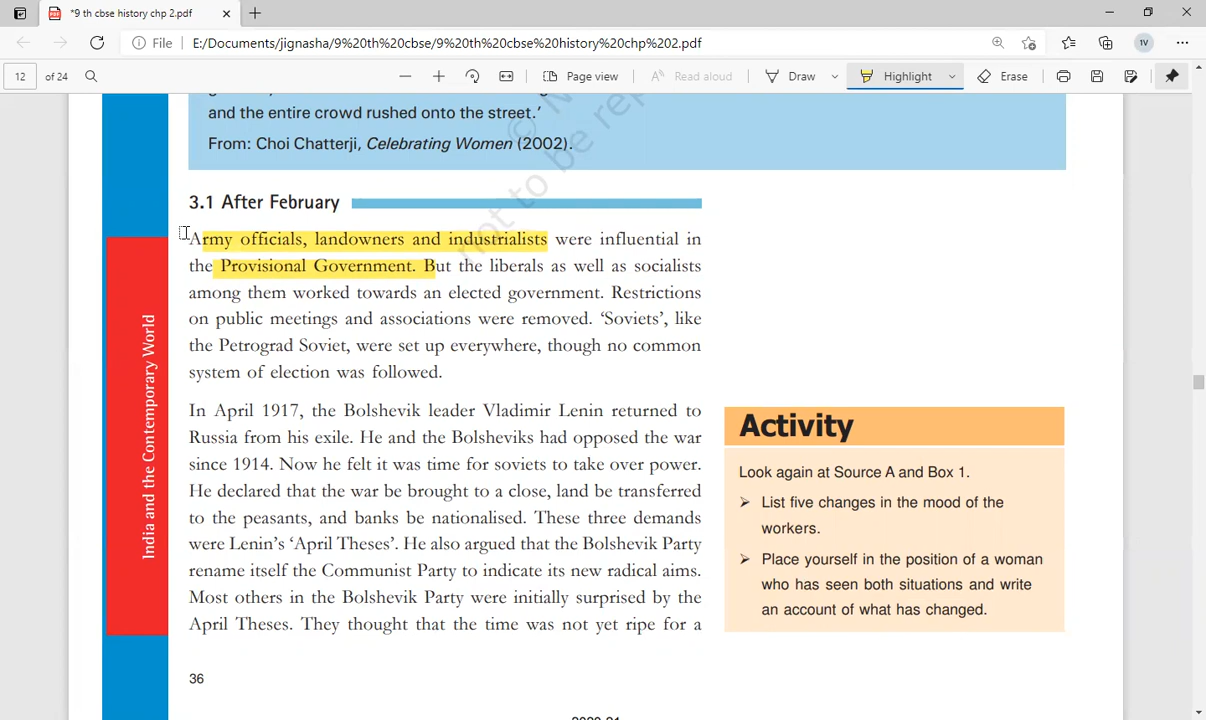 *9 th cbse history chp 2.pdf
File E:/Documents/jignasha/9%20th%20cbse/9%20th%20cbse%20history%20chp%202.pdf
1V
12 of 24 Page view Read aloud Draw Highlight Erase
and the entire crowd rushed onto the street.’
From: Choi Chatterji, Celebrating Women (2002).
not to be rep
3.1 After February
Army officials, landowners and industrialists were influential in
the Provisional Government. But the liberals as well as socialists
among them worked towards an elected government. Restrictions
on public meetings and associations were removed. ‘Soviets’, like
the Petrograd Soviet, were set up everywhere, though no common
system of election was followed.
In April 1917, the Bolshevik leader Vladimir Lenin returned to
Russia from his exile. He and the Bolsheviks had opposed the war
since 1914. Now he felt it was time for soviets to take over power.
He declared that the war be brought to a close, land be transferred
to the peasants, and banks be nationalised. These three demands
were Lenin’s ‘April Theses’. He also argued that the Bolshevik Party
rename itself the Communist Party to indicate its new radical aims.
Most others in the Bolshevik Party were initially surprised by the
April Theses. They thought that the time was not yet ripe for a
India and the Contemporary World
Activity
Look again at Source A and Box 1.
➢ List five changes in the mood of the
workers.
➢ Place yourself in the position of a woman
who has seen both situations and write
an account of what has changed.
36